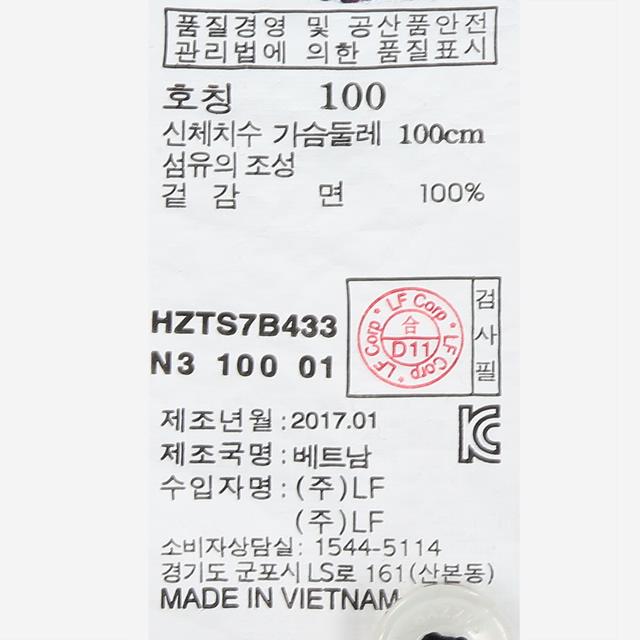 품질경영 및 공산품안전
관리법에 의한 품질표시
호칭 100
신체치수 가슴둘레 100cm
섬유의 조성
겉 감 면 100%
HZTS7B433
N3 100 01
LF Corp · LF Corp · LF Corp ·
合
D11
검사필
제조년월 : 2017.01
KC
제조국명 : 베트남
수입자명 : (주)LF
(주)LF
소비자상담실: 1544-5114
경기도 군포시 LS로 161(산본동)
MADE IN VIETNAM